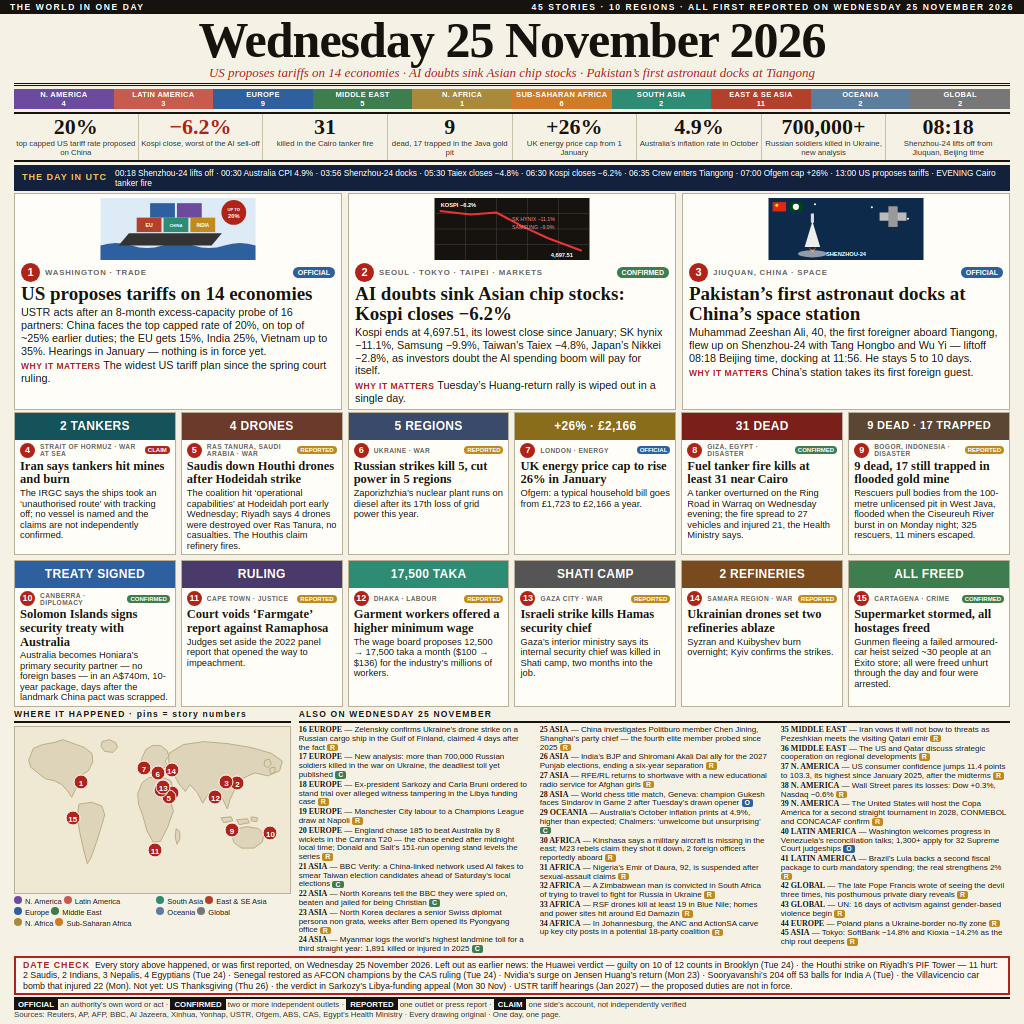 THE WORLD IN ONE DAY
45 STORIES · 10 REGIONS · ALL FIRST REPORTED ON WEDNESDAY 25 NOVEMBER 2026
Wednesday 25 November 2026
US proposes tariffs on 14 economies · AI doubts sink Asian chip stocks · Pakistan's first astronaut docks at Tiangong
N. AMERICA
4
LATIN AMERICA
3
EUROPE
9
MIDDLE EAST
5
N. AFRICA
1
SUB-SAHARAN AFRICA
6
SOUTH ASIA
2
EAST & SE ASIA
11
OCEANIA
2
GLOBAL
2
20%
top capped US tariff rate proposed
on China
−6.2%
Kospi close, worst of the AI sell-off
31
killed in the Cairo tanker fire
9
dead, 17 trapped in the Java gold
pit
+26%
UK energy price cap from 1
January
4.9%
Australia's inflation rate in October
700,000+
Russian soldiers killed in Ukraine,
new analysis
08:18
Shenzhou-24 lifts off from
Jiuquan, Beijing time
THE DAY IN UTC
00:18 Shenzhou-24 lifts off · 00:30 Australia CPI 4.9% · 03:56 Shenzhou-24 docks · 05:30 Taiex closes −4.8% · 06:30 Kospi closes −6.2% · 06:35 Crew enters Tiangong · 07:00 Ofgem cap +26% · 13:00 US proposes tariffs · EVENING Cairo
tanker fire
EU
CHINA
INDIA
UP TO
20%
1 WASHINGTON · TRADE OFFICIAL
US proposes tariffs on 14 economies
USTR acts after an 8-month excess-capacity probe of 16
partners: China faces the top capped rate of 20%, on top of
~25% earlier duties; the EU gets 15%, India 25%, Vietnam up to
35%. Hearings in January — nothing is in force yet.
WHY IT MATTERS The widest US tariff plan since the spring court
ruling.
KOSPI −6.2%
SK HYNIX −11.1%
SAMSUNG −9.9%
4,697.51
2 SEOUL · TOKYO · TAIPEI · MARKETS CONFIRMED
AI doubts sink Asian chip stocks:
Kospi closes −6.2%
Kospi ends at 4,697.51, its lowest close since January; SK hynix
−11.1%, Samsung −9.9%, Taiwan's Taiex −4.8%, Japan's Nikkei
−2.8%, as investors doubt the AI spending boom will pay for
itself.
WHY IT MATTERS Tuesday's Huang-return rally is wiped out in a
single day.
SHENZHOU-24
3 JIUQUAN, CHINA · SPACE OFFICIAL
Pakistan's first astronaut docks at
China's space station
Muhammad Zeeshan Ali, 40, the first foreigner aboard Tiangong,
flew up on Shenzhou-24 with Tang Hongbo and Wu Yi — liftoff
08:18 Beijing time, docking at 11:56. He stays 5 to 10 days.
WHY IT MATTERS China's station takes its first foreign guest.
2 TANKERS
4 STRAIT OF HORMUZ · WAR
AT SEA CLAIM
Iran says tankers hit mines
and burn
The IRGC says the ships took an
'unauthorised route' with tracking
off; no vessel is named and the
claims are not independently
confirmed.
4 DRONES
5 RAS TANURA, SAUDI
ARABIA · WAR REPORTED
Saudis down Houthi drones
after Hodeidah strike
The coalition hit 'operational
capabilities' at Hodeidah port early
Wednesday; Riyadh says 4 drones
were destroyed over Ras Tanura, no
casualties. The Houthis claim
refinery fires.
5 REGIONS
6 UKRAINE · WAR REPORTED
Russian strikes kill 5, cut
power in 5 regions
Zaporizhzhia's nuclear plant runs on
diesel after its 17th loss of grid
power this year.
+26% · £2,166
7 LONDON · ENERGY OFFICIAL
UK energy price cap to rise
26% in January
Ofgem: a typical household bill goes
from £1,723 to £2,166 a year.
31 DEAD
8 GIZA, EGYPT ·
DISASTER CONFIRMED
Fuel tanker fire kills at
least 31 near Cairo
A tanker overturned on the Ring
Road in Warraq on Wednesday
evening; the fire spread to 27
vehicles and injured 21, the Health
Ministry says.
9 DEAD · 17 TRAPPED
9 BOGOR, INDONESIA ·
DISASTER REPORTED
9 dead, 17 still trapped in
flooded gold mine
Rescuers pull bodies from the 100-
metre unlicensed pit in West Java,
flooded when the Ciseureuh River
burst in on Monday night; 325
rescuers, 11 miners escaped.
TREATY SIGNED
10 CANBERRA ·
DIPLOMACY CONFIRMED
Solomon Islands signs
security treaty with
Australia
Australia becomes Honiara's
primary security partner — no
foreign bases — in an A$740m, 10-
year package, days after the
landmark China pact was scrapped.
RULING
11 CAPE TOWN · JUSTICE REPORTED
Court voids 'Farmgate'
report against Ramaphosa
Judges set aside the 2022 panel
report that opened the way to
impeachment.
17,500 TAKA
12 DHAKA · LABOUR REPORTED
Garment workers offered a
higher minimum wage
The wage board proposes 12,500
→ 17,500 taka a month ($100 →
$136) for the industry's millions of
workers.
SHATI CAMP
13 GAZA CITY · WAR REPORTED
Israeli strike kills Hamas
security chief
Gaza's interior ministry says its
internal security chief was killed in
Shati camp, two months into the
job.
2 REFINERIES
14 SAMARA REGION · WAR REPORTED
Ukrainian drones set two
refineries ablaze
Syzran and Kuibyshev burn
overnight; Kyiv confirms the strikes.
ALL FREED
15 CARTAGENA · CRIME CONFIRMED
Supermarket stormed, all
hostages freed
Gunmen fleeing a failed armoured-
car heist seized ~30 people at an
Éxito store; all were freed unhurt
through the day and four were
arrested.
WHERE IT HAPPENED · pins = story numbers
1
7
6
14
13
5
3
2
12
15
9
10
11
N. America Latin America
Europe Middle East
N. Africa Sub-Saharan Africa
South Asia East & SE Asia
Oceania Global
ALSO ON WEDNESDAY 25 NOVEMBER
16 EUROPE — Zelenskiy confirms Ukraine's drone strike on a
Russian cargo ship in the Gulf of Finland, claimed 4 days after
the fact R
17 EUROPE — New analysis: more than 700,000 Russian
soldiers killed in the war on Ukraine, the deadliest toll yet
published C
18 EUROPE — Ex-president Sarkozy and Carla Bruni ordered to
stand trial over alleged witness tampering in the Libya funding
case R
19 EUROPE — Manchester City labour to a Champions League
draw at Napoli R
20 EUROPE — England chase 185 to beat Australia by 8
wickets in the Carrara T20 — the chase ended after midnight
local time; Donald and Salt's 151-run opening stand levels the
series R
21 ASIA — BBC Verify: a China-linked network used AI fakes to
smear Taiwan election candidates ahead of Saturday's local
elections C
22 ASIA — North Koreans tell the BBC they were spied on,
beaten and jailed for being Christian C
23 ASIA — North Korea declares a senior Swiss diplomat
persona non grata, weeks after Bern opened its Pyongyang
office R
24 ASIA — Myanmar logs the world's highest landmine toll for a
third straight year: 1,891 killed or injured in 2025 C
25 ASIA — China investigates Politburo member Chen Jining,
Shanghai's party chief — the fourth elite member probed since
2025 R
26 ASIA — India's BJP and Shiromani Akali Dal ally for the 2027
Punjab elections, ending a six-year separation R
27 ASIA — RFE/RL returns to shortwave with a new educational
radio service for Afghan girls R
28 ASIA — World chess title match, Geneva: champion Gukesh
faces Sindarov in Game 2 after Tuesday's drawn opener O
29 OCEANIA — Australia's October inflation prints at 4.9%,
higher than expected; Chalmers: 'unwelcome but unsurprising'
C
30 AFRICA — Kinshasa says a military aircraft is missing in the
east; M23 rebels claim they shot it down, 2 foreign officers
reportedly aboard R
31 AFRICA — Nigeria's Emir of Daura, 92, is suspended after
sexual-assault claims R
32 AFRICA — A Zimbabwean man is convicted in South Africa
of trying to travel to fight for Russia in Ukraine R
33 AFRICA — RSF drones kill at least 19 in Blue Nile; homes
and power sites hit around Ed Damazin R
34 AFRICA — In Johannesburg, the ANC and ActionSA carve
up key city posts in a potential 18-party coalition R
35 MIDDLE EAST — Iran vows it will not bow to threats as
Pezeshkian meets the visiting Qatari emir R
36 MIDDLE EAST — The US and Qatar discuss strategic
cooperation on regional developments R
37 N. AMERICA — US consumer confidence jumps 11.4 points
to 103.3, its highest since January 2025, after the midterms R
38 N. AMERICA — Wall Street pares its losses: Dow +0.3%,
Nasdaq −0.6% R
39 N. AMERICA — The United States will host the Copa
América for a second straight tournament in 2028, CONMEBOL
and CONCACAF confirm R
40 LATIN AMERICA — Washington welcomes progress in
Venezuela's reconciliation talks; 1,300+ apply for 32 Supreme
Court judgeships O
41 LATIN AMERICA — Brazil's Lula backs a second fiscal
package to curb mandatory spending; the real strengthens 2%
R
42 GLOBAL — The late Pope Francis wrote of seeing the devil
three times, his posthumous private diary reveals R
43 GLOBAL — UN: 16 days of activism against gender-based
violence begin R
44 EUROPE — Poland plans a Ukraine-border no-fly zone R
45 ASIA — Tokyo: SoftBank −14.8% and Kioxia −14.2% as the
chip rout deepens R
DATE CHECK Every story above happened, or was first reported, on Wednesday 25 November 2026. Left out as earlier news: the Huawei verdict — guilty on 10 of 12 counts in Brooklyn (Tue 24) · the Houthi strike on Riyadh's PIF Tower — 11 hurt:
2 Saudis, 2 Indians, 3 Nepalis, 4 Egyptians (Tue 24) · Senegal restored as AFCON champions by the CAS ruling (Tue 24) · Nvidia's surge on Jensen Huang's return (Mon 23) · Sooryavanshi's 204 off 53 balls for India A (Tue) · the Villavicencio car
bomb that injured 22 (Mon). Not yet: US Thanksgiving (Thu 26) · the verdict in Sarkozy's Libya-funding appeal (Mon 30 Nov) · USTR tariff hearings (Jan 2027) — the proposed duties are not in force.
OFFICIAL an authority's own word or act · CONFIRMED two or more independent outlets · REPORTED one outlet or press report · CLAIM one side's account, not independently verified
Sources: Reuters, AP, AFP, BBC, Al Jazeera, Xinhua, Yonhap, USTR, Ofgem, ABS, CAS, Egypt's Health Ministry · Every drawing original · One day, one page.